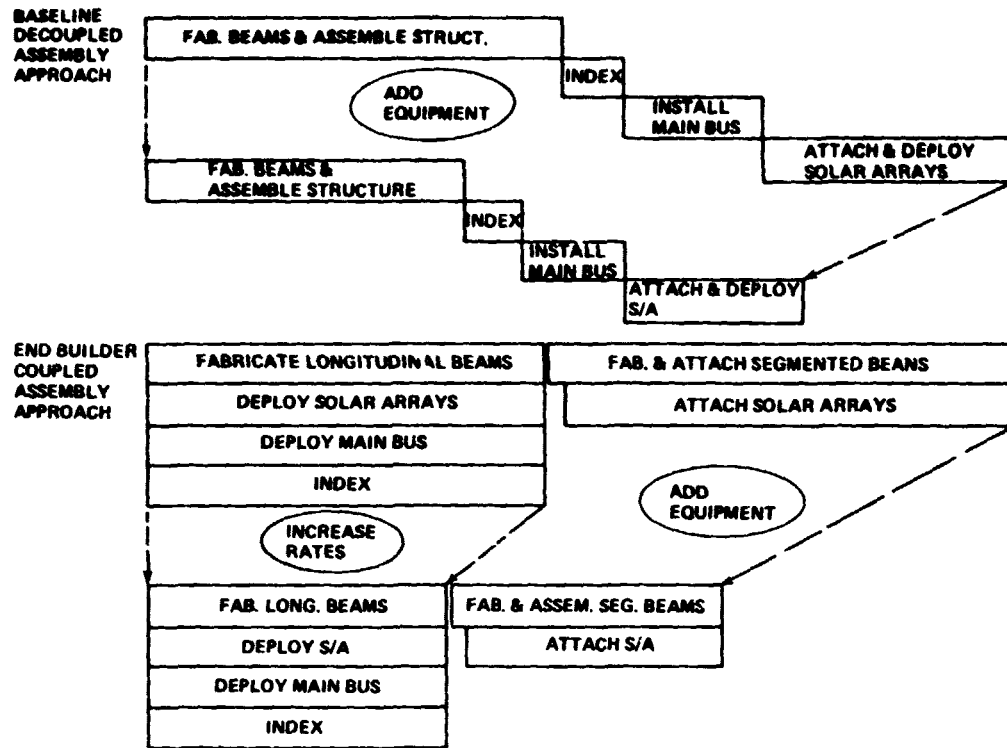 BASELINE
DECOUPLED
ASSEMBLY
APPROACH
FAB. BEAMS & ASSEMBLE STRUCT.
INDEX
ADD
EQUIPMENT
INSTALL
MAIN BUS
ATTACH & DEPLOY
SOLAR ARRAYS
FAB. BEAMS &
ASSEMBLE STRUCTURE
INDEX
INSTALL
MAIN BUS
ATTACH & DEPLOY
S/A
END BUILDER
COUPLED
ASSEMBLY
APPROACH
FABRICATE LONGITUDINAL BEAMS
FAB. & ATTACH SEGMENTED BEANS
DEPLOY SOLAR ARRAYS
ATTACH SOLAR ARRAYS
DEPLOY MAIN BUS
INDEX
INCREASE
RATES
ADD
EQUIPMENT
FAB. LONG. BEAMS
FAB. & ASSEM. SEG. BEAMS
DEPLOY S/A
ATTACH S/A
DEPLOY MAIN BUS
INDEX